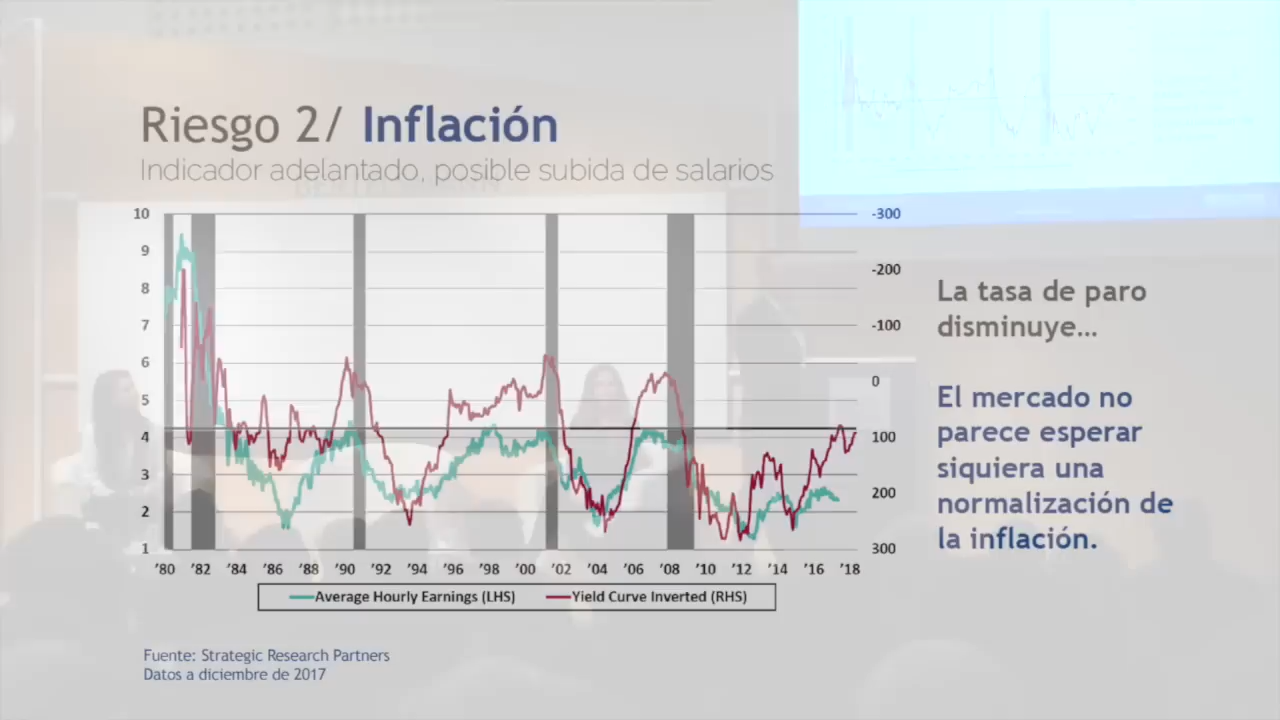 Riesgo 2/ Inflación
Indicador adelantado, posible subida de salarios
10
9
8
7
6
5
4
3
2
1
-300
-200
-100
0
100
200
300
'80 '82 '84 '86 '88 '90 '92 '94 '96 '98 '00 '02 '04 '06 '08 '10 '12 '14 '16 '18
Average Hourly Earnings (LHS) Yield Curve Inverted (RHS)
La tasa de paro
disminuye...
El mercado no
parece esperar
siquiera una
normalización de
la inflación.
Fuente: Strategic Research Partners
Datos a diciembre de 2017